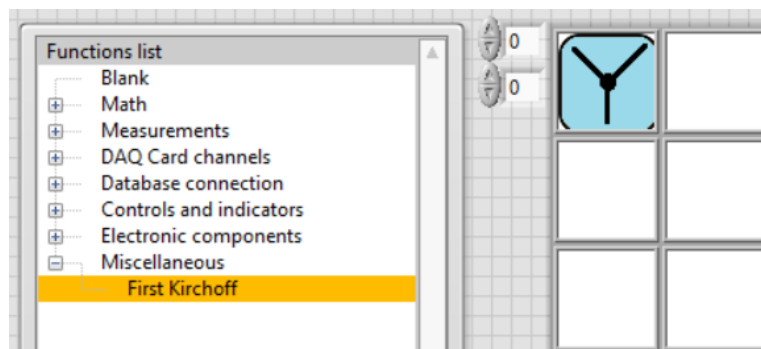 Functions list
Blank
Math
Measurements
DAQ Card channels
Database connection
Controls and indicators
Electronic components
Miscellaneous
First Kirchoff
0
0